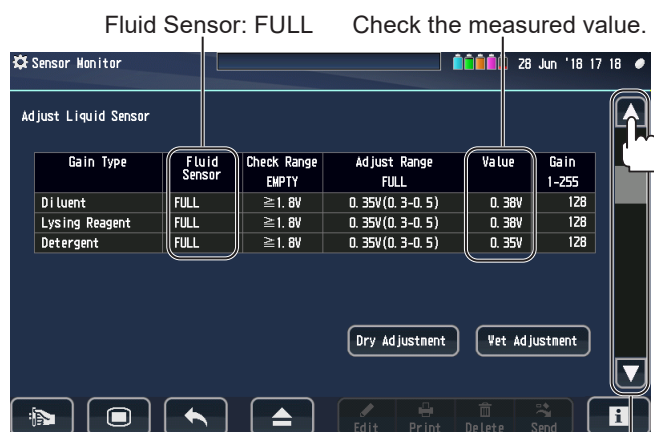 Fluid Sensor: FULL Check the measured value.
Sensor Monitor 28 Jun '18 17 18
Adjust Liquid Sensor
Gain Type Fluid Sensor Check Range EMPTY Adjust Range FULL Value Gain 1-255
Diluent FULL ≧1.8V 0.35V(0.3-0.5) 0.38V 128
Lysing Reagent FULL ≧1.8V 0.35V(0.3-0.5) 0.38V 128
Detergent FULL ≧1.8V 0.35V(0.3-0.5) 0.35V 128
Dry Adjustment Wet Adjustment
Edit Print Delete Send i